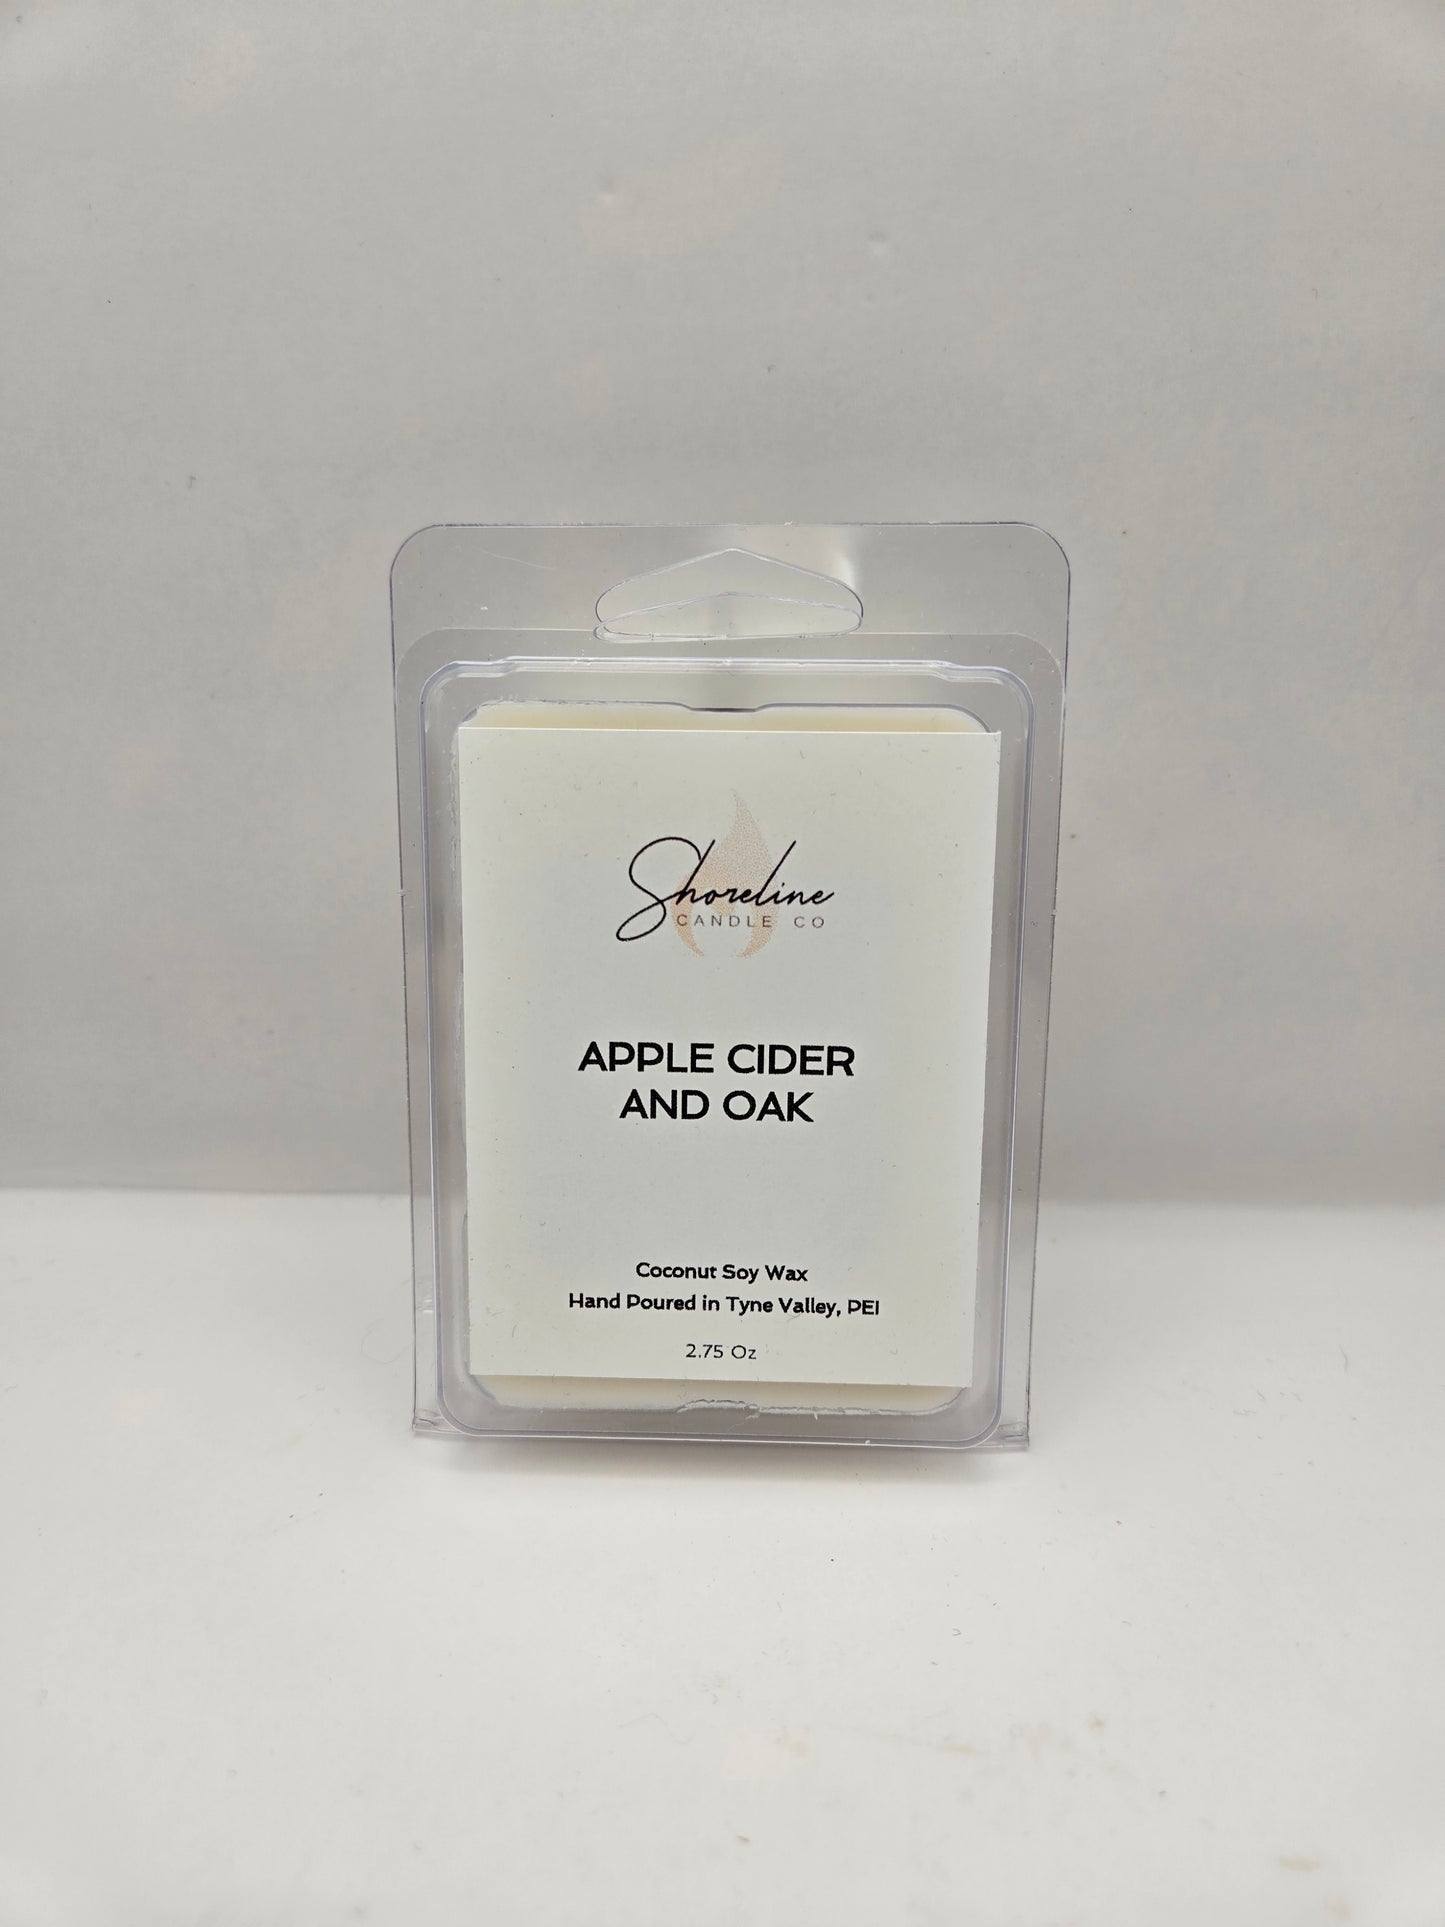 Shoreline
CANDLE CO
APPLE CIDER
AND OAK
Coconut Soy Wax
Hand Poured in Tyne Valley, PEI
2.75 Oz